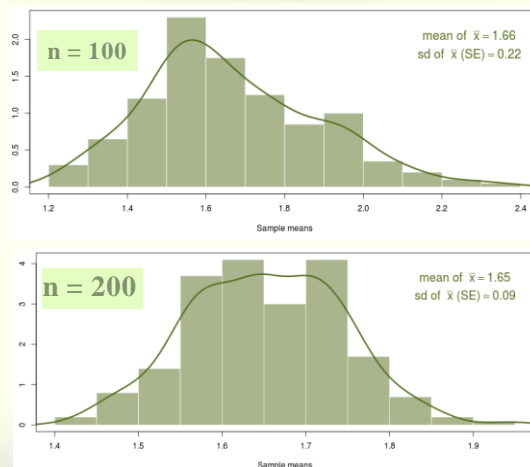 n = 100
mean of x̄ = 1.66
sd of x̄ (SE) = 0.22
2.0
1.5
1.0
0.5
0.0
1.2 1.4 1.6 1.8 2.0 2.2 2.4
Sample means
n = 200
mean of x̄ = 1.65
sd of x̄ (SE) = 0.09
4
3
2
1
0
1.4 1.5 1.6 1.7 1.8 1.9
Sample means